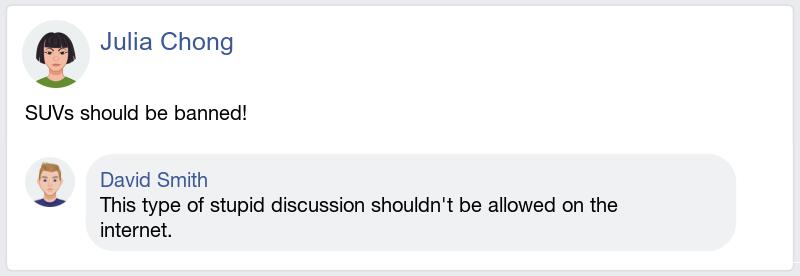 Julia Chong
SUVs should be banned!
David Smith
This type of stupid discussion shouldn't be allowed on the
internet.